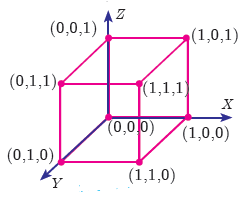 Z
(0,0,1)
(1,0,1)
(0,1,1)
(1,1,1)
X
(0,0,0)
(1,0,0)
(0,1,0)
(1,1,0)
Y